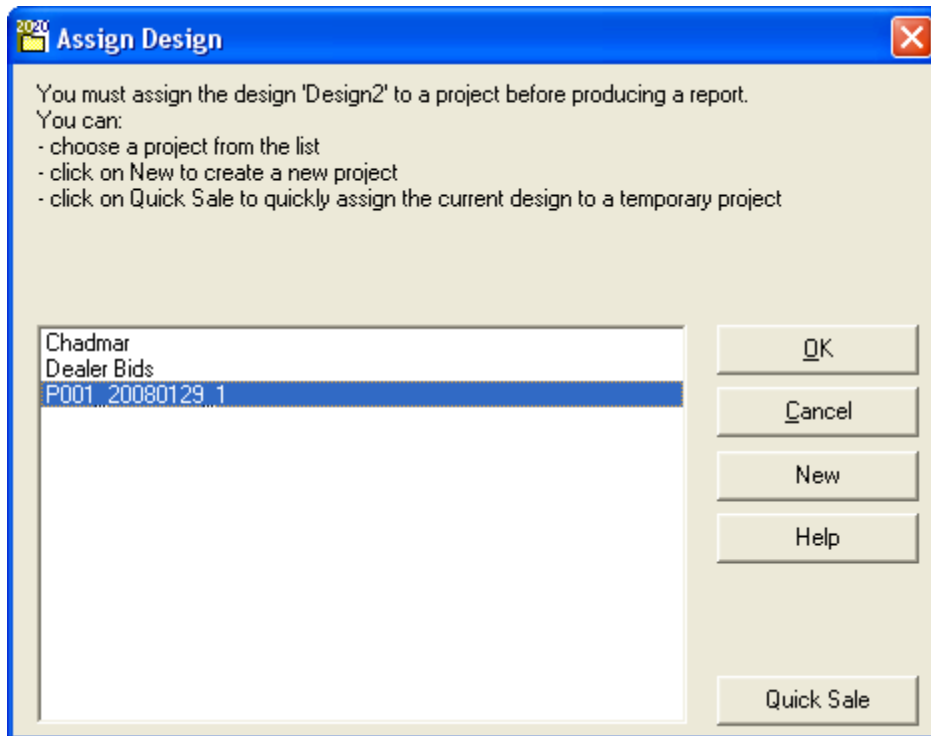 2020 Assign Design
You must assign the design 'Design2' to a project before producing a report.
You can:
- choose a project from the list
- click on New to create a new project
- click on Quick Sale to quickly assign the current design to a temporary project
Chadmar
Dealer Bids
P001_20080129_1
OK
Cancel
New
Help
Quick Sale